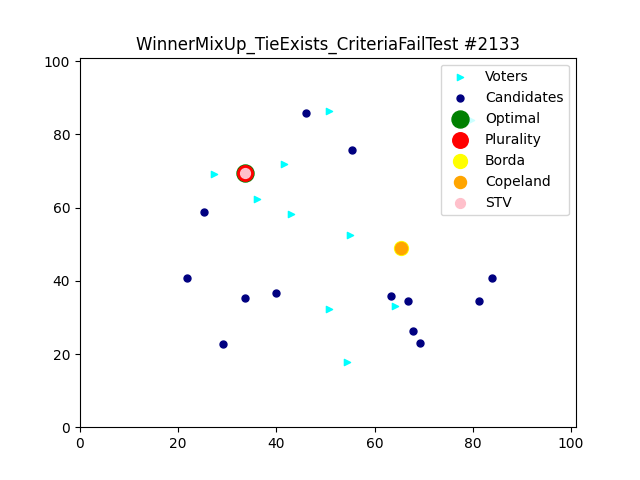 WinnerMixUp_TieExists_CriteriaFailTest #2133
100
80
60
40
20
0
0 20 40 60 80 100
Voters
Candidates
Optimal
Plurality
Borda
Copeland
STV